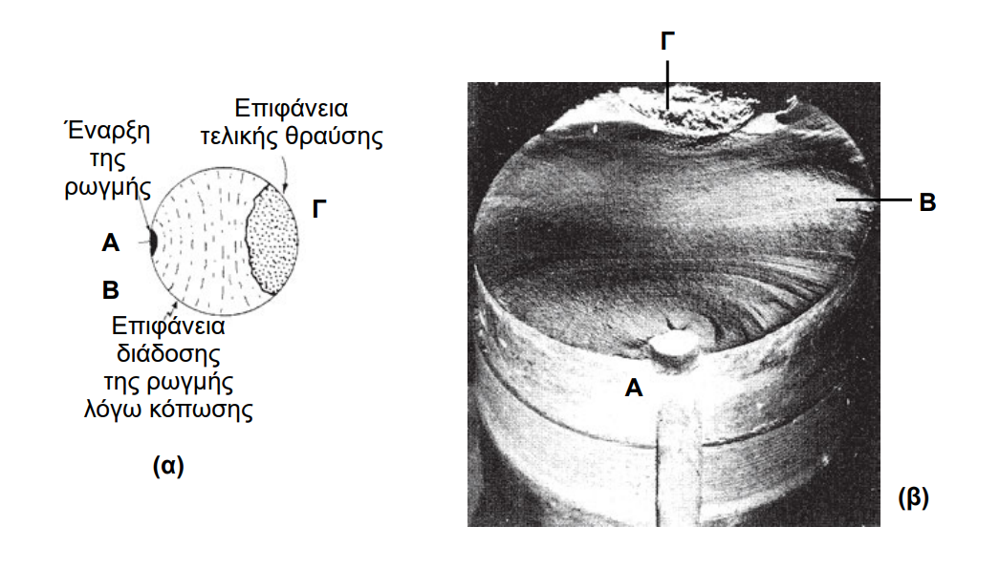 Έναρξη
της
ρωγμής
Επιφάνεια
τελικής θραύσης
Α
Β
Γ
Επιφάνεια
διάδοσης
της ρωγμής
λόγω κόπωσης
(α)
Γ
Β
Α
(β)